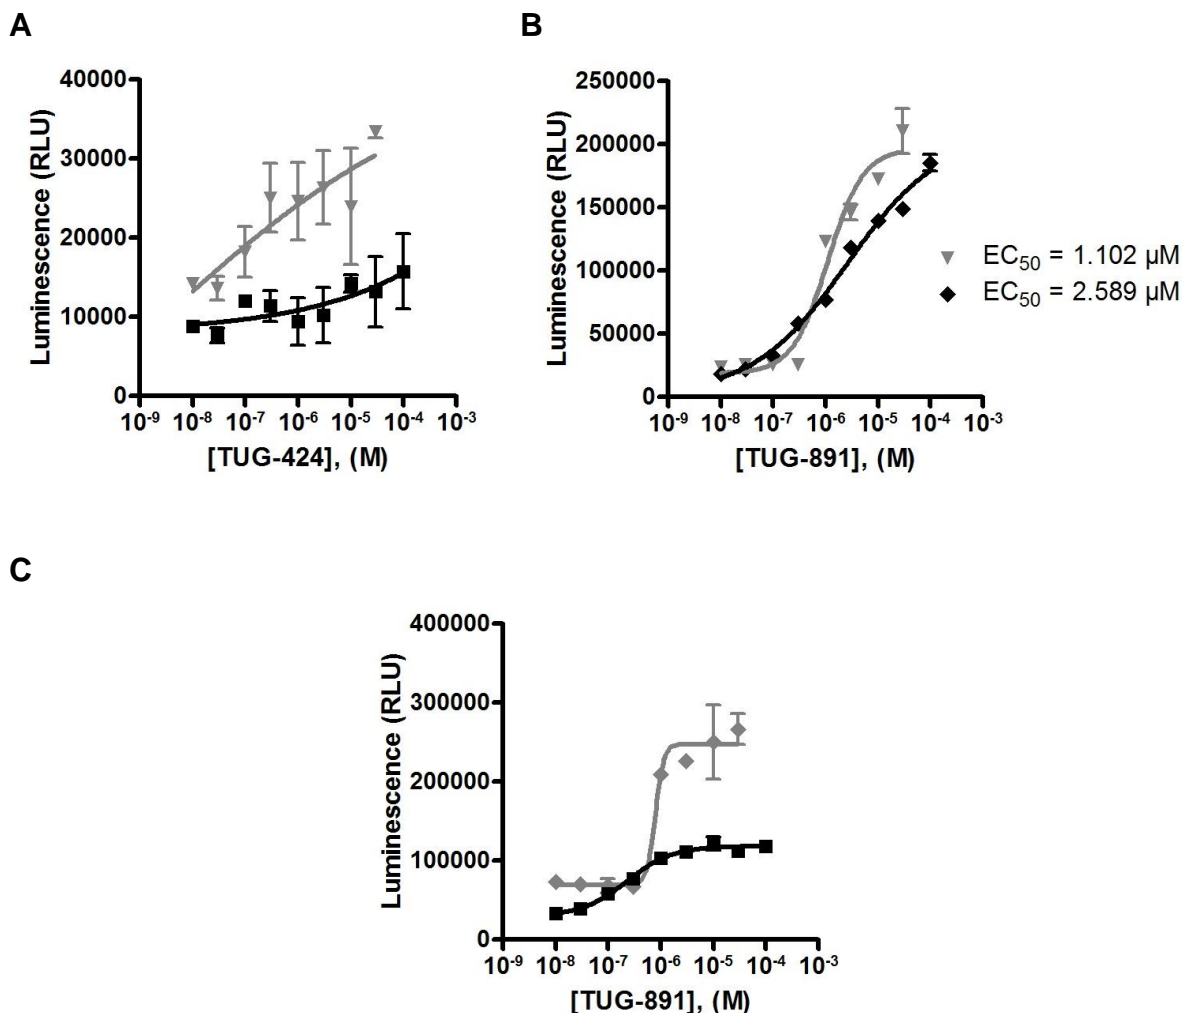 A
B
40000
30000
20000
10000
0
Luminescence (RLU)
10⁻⁹ 10⁻⁸ 10⁻⁷ 10⁻⁶ 10⁻⁵ 10⁻⁴ 10⁻³
[TUG-424], (M)
250000
200000
150000
100000
50000
0
Luminescence (RLU)
10⁻⁹ 10⁻⁸ 10⁻⁷ 10⁻⁶ 10⁻⁵ 10⁻⁴ 10⁻³
[TUG-891], (M)
EC₅₀ = 1.102 µM
EC₅₀ = 2.589 µM
C
400000
300000
200000
100000
0
Luminescence (RLU)
10⁻⁹ 10⁻⁸ 10⁻⁷ 10⁻⁶ 10⁻⁵ 10⁻⁴ 10⁻³
[TUG-891], (M)